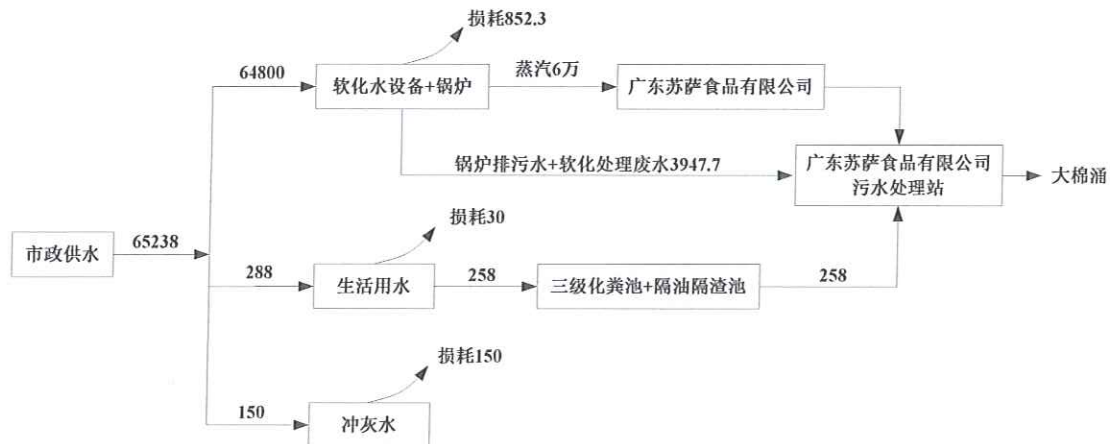 损耗852.3
64800
软化水设备+锅炉
蒸汽6万
广东苏萨食品有限公司
锅炉排污水+软化处理废水3947.7
广东苏萨食品有限公司
污水处理站
大棉涌
损耗30
市政供水
65238
288
生活用水
258
三级化粪池+隔油隔渣池
258
损耗150
150
冲灰水